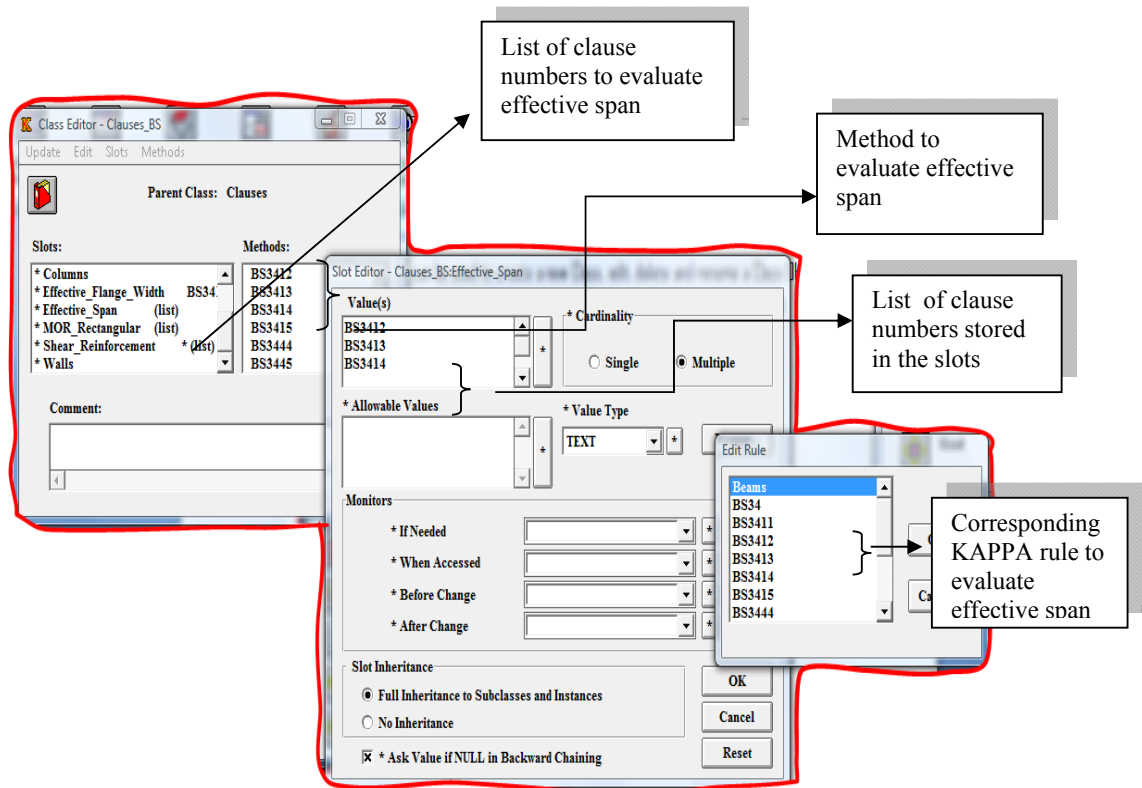 List of clause
numbers to evaluate
effective span
Method to
evaluate effective
span
List of clause
numbers stored
in the slots
Corresponding
KAPPA rule to
evaluate
effective span
Class Editor - Clauses_BS
Update Edit Slots Methods
Parent Class: Clauses
Slots:
* Columns
* Effective_Flange_Width BS34
* Effective_Span (list)
* MOR_Rectangular (list)
* Shear_Reinforcement * (list)
* Walls
Methods:
BS3412
BS3413
BS3414
BS3415
BS3444
BS3445
Comment:
Slot Editor - Clauses_BS:Effective_Span
Value(s)
BS3412
BS3413
BS3414
*
* Cardinality
Single
Multiple
* Allowable Values
*
* Value Type
TEXT
*
Monitors
* If Needed
*
* When Accessed
*
* Before Change
*
* After Change
*
Slot Inheritance
Full Inheritance to Subclasses and Instances
No Inheritance
* Ask Value if NULL in Backward Chaining
OK
Cancel
Reset
Edit Rule
Beams
BS34
BS3411
BS3412
BS3413
BS3414
BS3415
BS3444
Ca